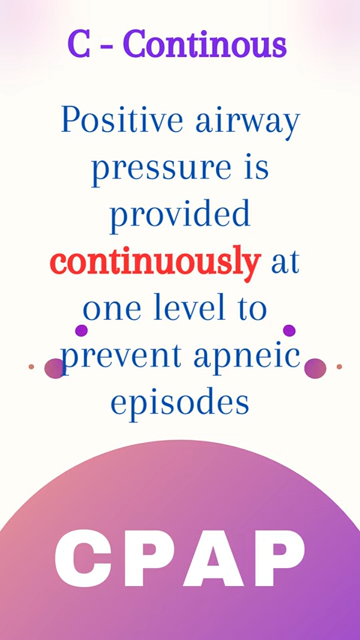 C - Continous
Positive airway
pressure is
provided
continuously at
one level to
prevent apneic
episodes
CPAP